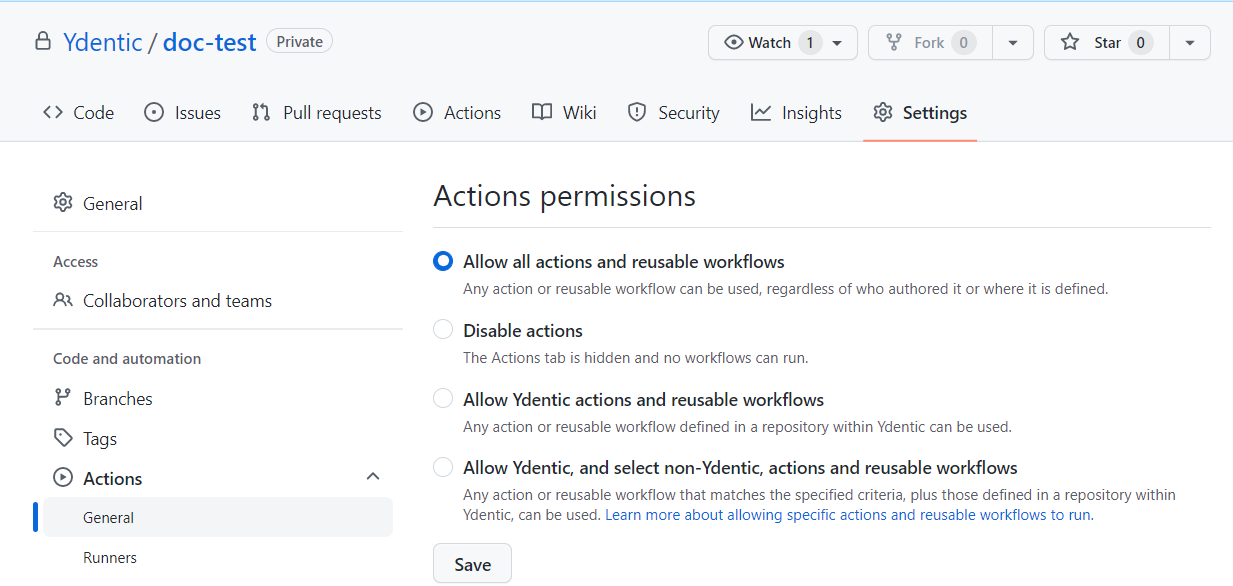 Ydentic / doc-test Private
Watch 1 Fork 0 Star 0
Code Issues Pull requests Actions Wiki Security Insights Settings
General
Access
Collaborators and teams
Code and automation
Branches
Tags
Actions
General
Runners
Actions permissions
Allow all actions and reusable workflows
Any action or reusable workflow can be used, regardless of who authored it or where it is defined.
Disable actions
The Actions tab is hidden and no workflows can run.
Allow Ydentic actions and reusable workflows
Any action or reusable workflow defined in a repository within Ydentic can be used.
Allow Ydentic, and select non-Ydentic, actions and reusable workflows
Any action or reusable workflow that matches the specified criteria, plus those defined in a repository within
Ydentic, can be used. Learn more about allowing specific actions and reusable workflows to run.
Save